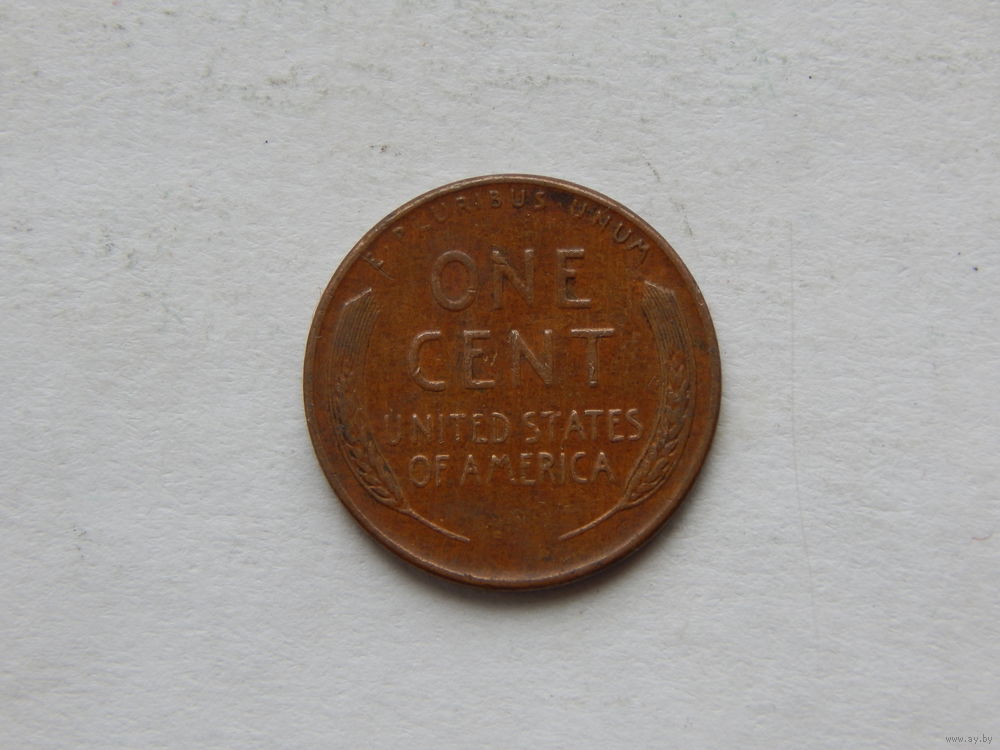 E PLURIBUS UNUM
ONE
CENT
UNITED STATES
OF AMERICA
www.ay.by